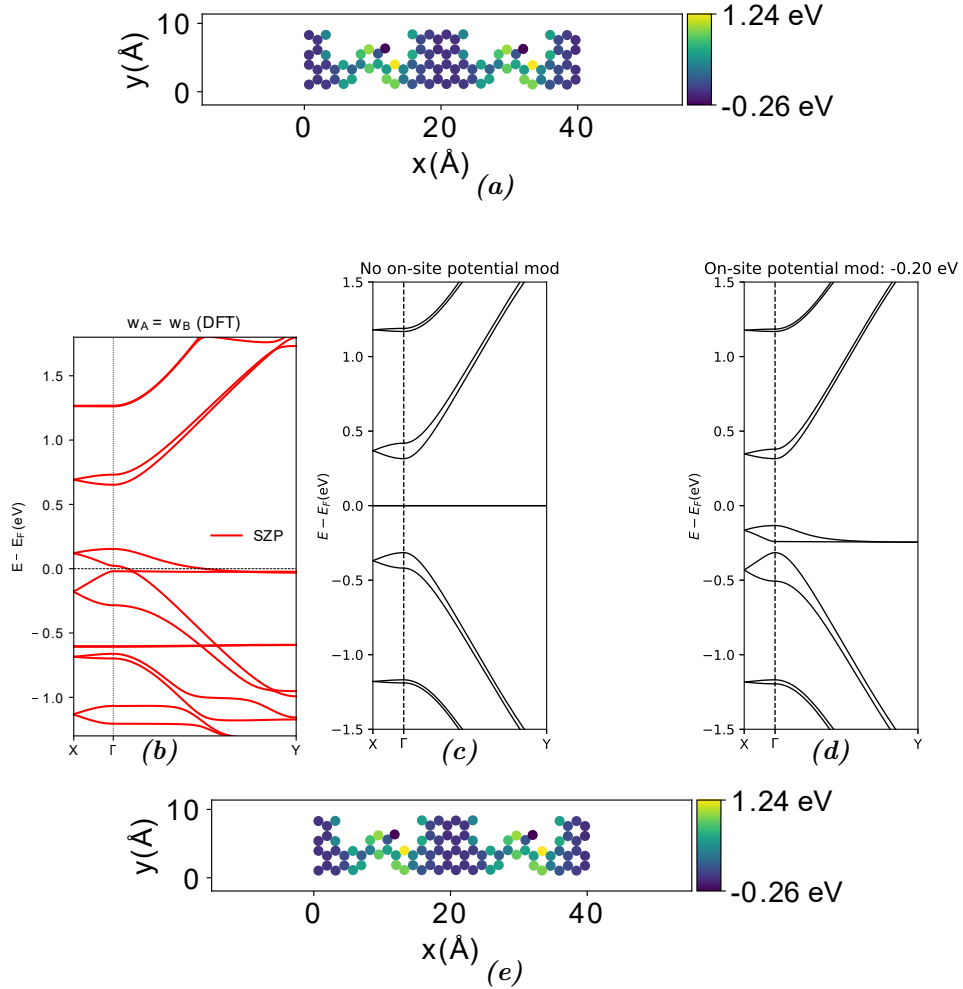 10
0
y(Å)
0
20
40
x(Å)
1.24 eV
-0.26 eV
(a)
w_A = w_B (DFT)
1.5
1.0
0.5
0.0
−0.5
−1.0
E − E_F(eV)
SZP
X
Γ
Y
(b)
No on-site potential mod
1.5
1.0
0.5
0.0
−0.5
−1.0
−1.5
E − E_F(eV)
X
Γ
Y
(c)
On-site potential mod: -0.20 eV
1.5
1.0
0.5
0.0
−0.5
−1.0
−1.5
E − E_F(eV)
X
Γ
Y
(d)
10
0
y(Å)
0
20
40
x(Å)
1.24 eV
-0.26 eV
(e)